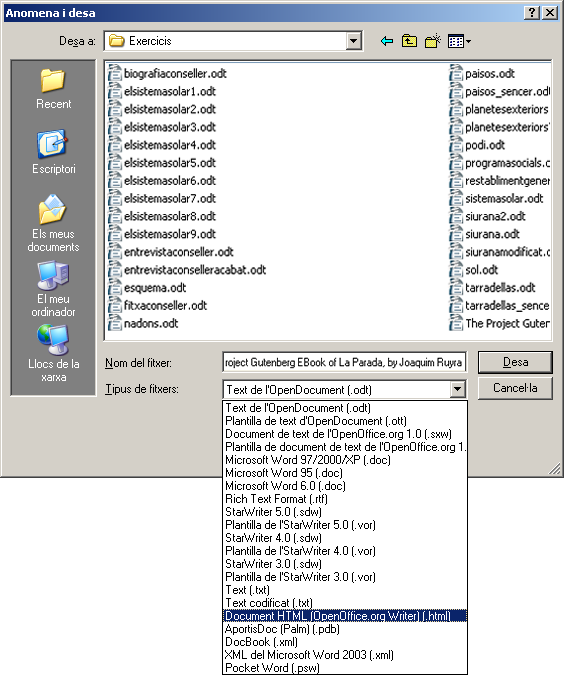 Anomena i desa
Desa a:
Exercicis
Recent
Escriptori
Els meus
documents
El meu
ordinador
Llocs de la
xarxa
biografiaconseller.odt
elsistemasolar1.odt
elsistemasolar2.odt
elsistemasolar3.odt
elsistemasolar4.odt
elsistemasolar5.odt
elsistemasolar6.odt
elsistemasolar7.odt
elsistemasolar8.odt
elsistemasolar9.odt
entrevistaconseller.odt
entrevistaconselleracabat.odt
esquema.odt
fitxaconseller.odt
nadons.odt
paisos.odt
paisos_sencer.odt
planetesexteriors
planetesexteriors
podi.odt
programasocials.o
restablimentgener
sistemasolar.odt
siurana2.odt
siurana.odt
siuranamodificat.o
sol.odt
tarradellas.odt
tarradellas_sence
The Project Guten
Nom del fitxer:
roject Gutenberg EBook of La Parada, by Joaquim Ruyra
Desa
Tipus de fitxers:
Text de l'OpenDocument (.odt)
Cancel·la
Text de l'OpenDocument (.odt)
Plantilla de text d'OpenDocument (.ott)
Document de text de l'OpenOffice.org 1.0 (.sxw)
Plantilla de document de text de l'OpenOffice.org 1.
Microsoft Word 97/2000/XP (.doc)
Microsoft Word 95 (.doc)
Microsoft Word 6.0 (.doc)
Rich Text Format (.rtf)
StarWriter 5.0 (.sdw)
Plantilla de l'StarWriter 5.0 (.vor)
StarWriter 4.0 (.sdw)
Plantilla de l'StarWriter 4.0 (.vor)
StarWriter 3.0 (.sdw)
Plantilla de l'StarWriter 3.0 (.vor)
Text (.txt)
Text codificat (.txt)
Document HTML (OpenOffice.org Writer) (.html)
AportisDoc (Palm) (.pdb)
DocBook (.xml)
XML del Microsoft Word 2003 (.xml)
Pocket Word (.psw)